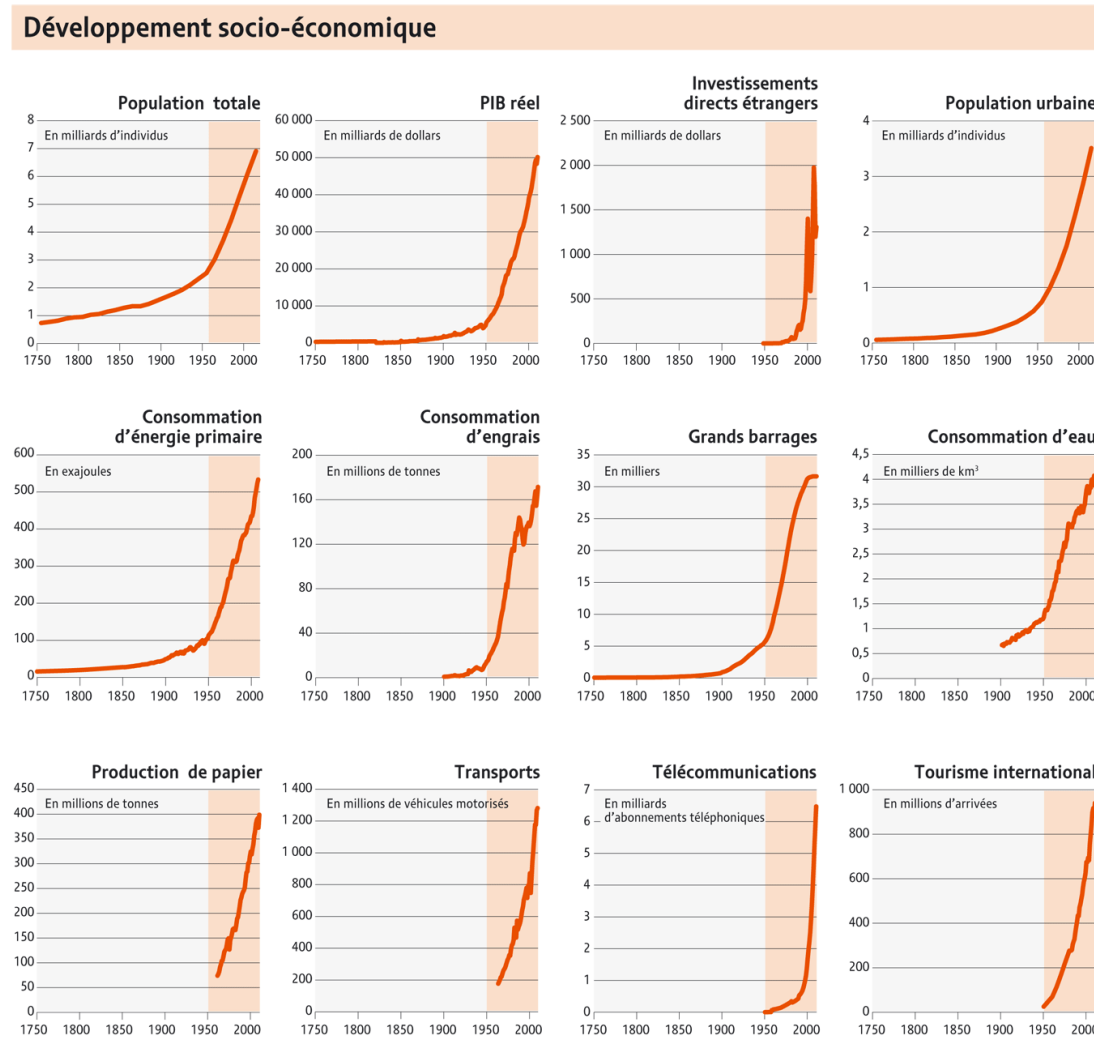 Développement socio-économique
Population totale
En milliards d'individus
8
7
6
5
4
3
2
1
0
1750 1800 1850 1900 1950 2000
PIB réel
En milliards de dollars
60 000
50 000
40 000
30 000
20 000
10 000
0
1750 1800 1850 1900 1950 2000
Investissements
directs étrangers
En milliards de dollars
2 500
2 000
1 500
1 000
500
0
1750 1800 1850 1900 1950 2000
Population urbaine
En milliards d'individus
4
3
2
1
0
1750 1800 1850 1900 1950 2000
Consommation
d'énergie primaire
En exajoules
600
500
400
300
200
100
0
1750 1800 1850 1900 1950 2000
Consommation
d'engrais
En millions de tonnes
200
160
120
80
40
0
1750 1800 1850 1900 1950 2000
Grands barrages
En milliers
35
30
25
20
15
10
5
0
1750 1800 1850 1900 1950 2000
Consommation d'eau
En milliers de km³
4,5
4
3,5
3
2,5
2
1,5
1
0,5
0
1750 1800 1850 1900 1950 2000
Production de papier
En millions de tonnes
450
400
350
300
250
200
150
100
50
0
1750 1800 1850 1900 1950 2000
Transports
En millions de véhicules motorisés
1 400
1 200
1 000
800
600
400
200
0
1750 1800 1850 1900 1950 2000
Télécommunications
En milliards
d'abonnements téléphoniques
7
6
5
4
3
2
1
0
1750 1800 1850 1900 1950 2000
Tourisme international
En millions d'arrivées
1 000
800
600
400
200
0
1750 1800 1850 1900 1950 2000